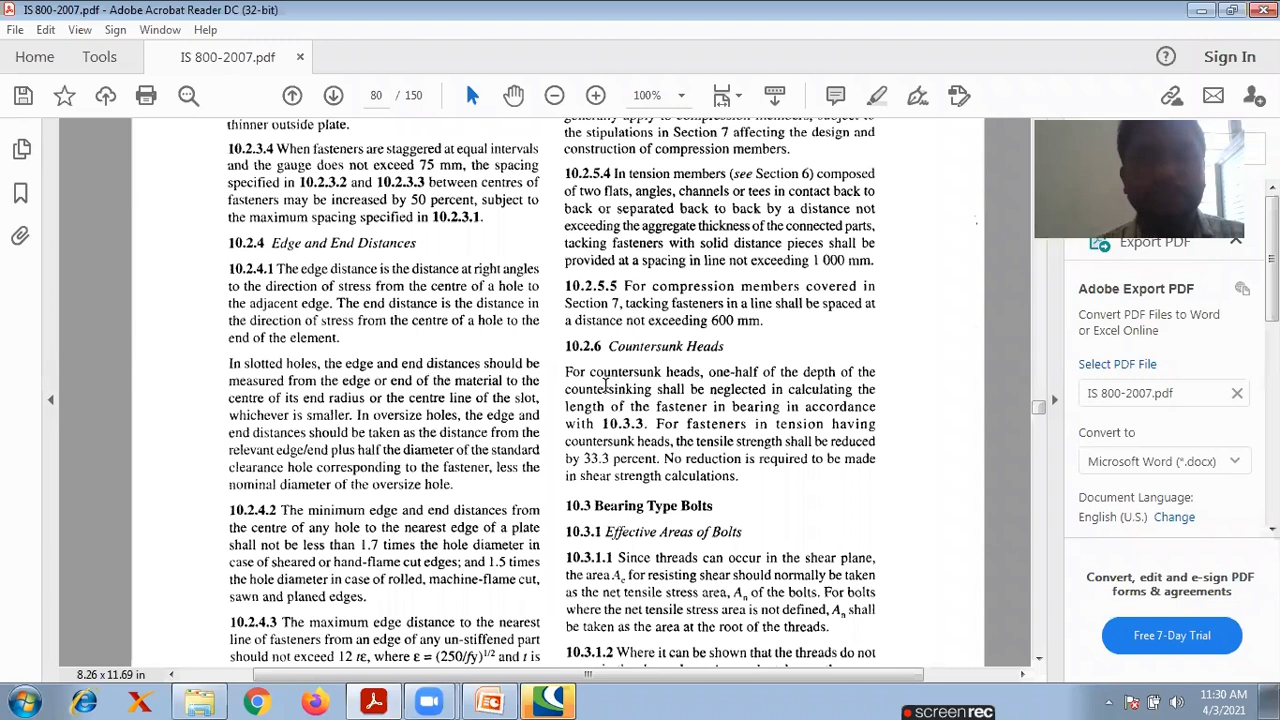 IS 800-2007.pdf - Adobe Acrobat Reader DC (32-bit)
File Edit View Sign Window Help
Home Tools IS 800-2007.pdf Sign In
80 / 150 100%
thinner outside plate.
10.2.3.4 When fasteners are staggered at equal intervals
and the gauge does not exceed 75 mm, the spacing
specified in 10.2.3.2 and 10.2.3.3 between centres of
fasteners may be increased by 50 percent, subject to
the maximum spacing specified in 10.2.3.1.
10.2.4 Edge and End Distances
10.2.4.1 The edge distance is the distance at right angles
to the direction of stress from the centre of a hole to
the adjacent edge. The end distance is the distance in
the direction of stress from the centre of a hole to the
end of the element.
In slotted holes, the edge and end distances should be
measured from the edge or end of the material to the
centre of its end radius or the centre line of the slot,
whichever is smaller. In oversize holes, the edge and
end distances should be taken as the distance from the
relevant edge/end plus half the diameter of the standard
clearance hole corresponding to the fastener, less the
nominal diameter of the oversize hole.
10.2.4.2 The minimum edge and end distances from
the centre of any hole to the nearest edge of a plate
shall not be less than 1.7 times the hole diameter in
case of sheared or hand-flame cut edges; and 1.5 times
the hole diameter in case of rolled, machine-flame cut,
sawn and planed edges.
10.2.4.3 The maximum edge distance to the nearest
line of fasteners from an edge of any un-stiffened part
should not exceed 12 tε, where ε = (250/fy)1/2 and t is
generally apply to compression members, subject to
the stipulations in Section 7 affecting the design and
construction of compression members.
10.2.5.4 In tension members (see Section 6) composed
of two flats, angles, channels or tees in contact back to
back or separated back to back by a distance not
exceeding the aggregate thickness of the connected parts,
tacking fasteners with solid distance pieces shall be
provided at a spacing in line not exceeding 1 000 mm.
10.2.5.5 For compression members covered in
Section 7, tacking fasteners in a line shall be spaced at
a distance not exceeding 600 mm.
10.2.6 Countersunk Heads
For countersunk heads, one-half of the depth of the
countersinking shall be neglected in calculating the
length of the fastener in bearing in accordance
with 10.3.3. For fasteners in tension having
countersunk heads, the tensile strength shall be reduced
by 33.3 percent. No reduction is required to be made
in shear strength calculations.
10.3 Bearing Type Bolts
10.3.1 Effective Areas of Bolts
10.3.1.1 Since threads can occur in the shear plane,
the area Ae for resisting shear should normally be taken
as the net tensile stress area, An of the bolts. For bolts
where the net tensile stress area is not defined, An shall
be taken as the area at the root of the threads.
10.3.1.2 Where it can be shown that the threads do not
Export PDF
Adobe Export PDF
Convert PDF Files to Word
or Excel Online
Select PDF File
IS 800-2007.pdf
Convert to
Microsoft Word (*.docx)
Document Language:
English (U.S.) Change
Convert, edit and e-sign PDF
forms & agreements
Free 7-Day Trial
8.26 x 11.69 in
11:30 AM
4/3/2021
screenrec